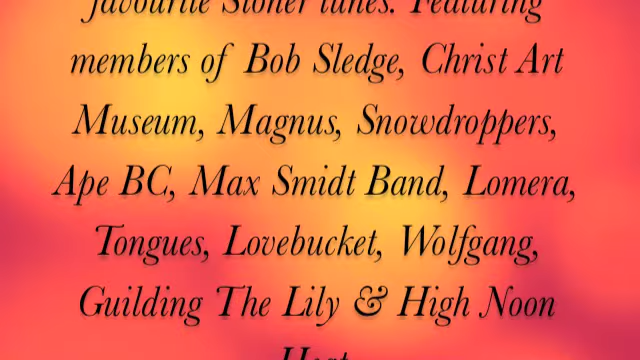 favourite Stoner tunes. Featuring
members of Bob Sledge, Christ Art
Museum, Magnus, Snowdroppers,
Ape BC, Max Smidt Band, Lomera,
Tongues, Lovebucket, Wolfgang,
Guilding The Lily & High Noon
Heat